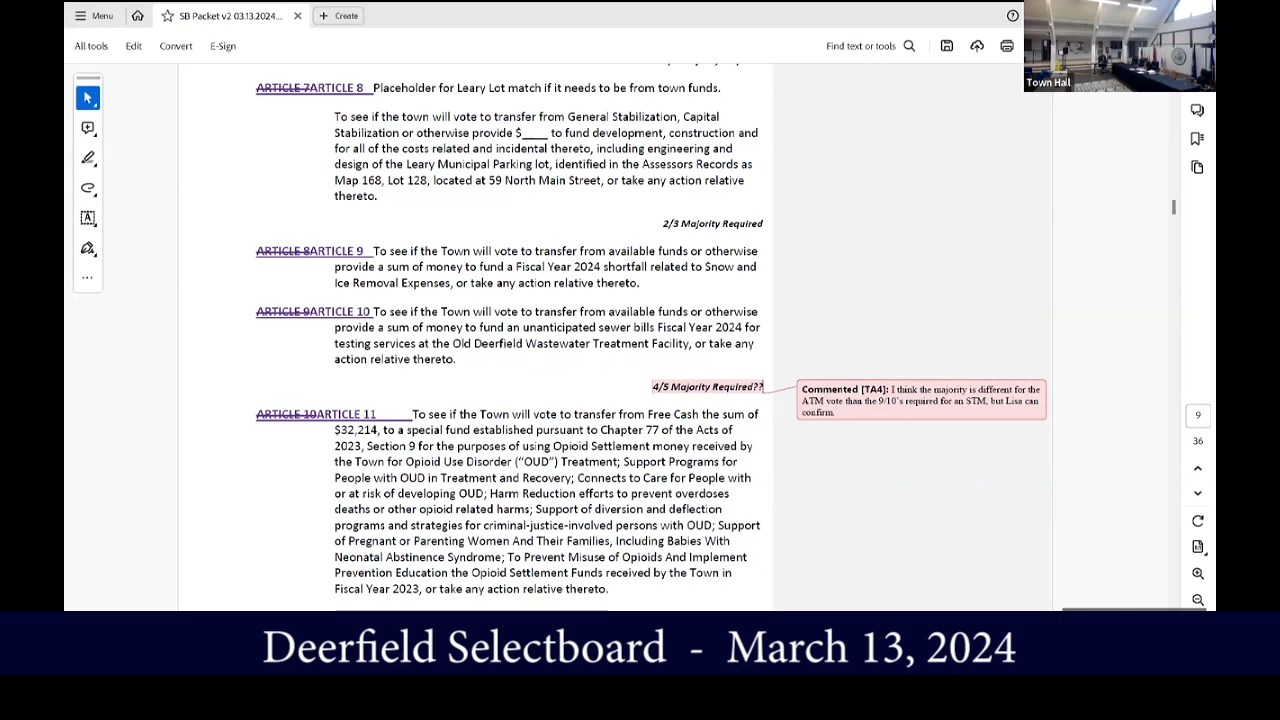 Menu
SB Packet v2 03.13.2024...
Create
All tools
Edit
Convert
E-Sign
Find text or tools
Town Hall
ARTICLE 7ARTICLE 8 Placeholder for Leary Lot match if it needs to be from town funds.
To see if the town will vote to transfer from General Stabilization, Capital
Stabilization or otherwise provide $____ to fund development, construction and
for all of the costs related and incidental thereto, including engineering and
design of the Leary Municipal Parking lot, identified in the Assessors Records as
Map 168, Lot 128, located at 59 North Main Street, or take any action relative
thereto.
2/3 Majority Required
ARTICLE 8ARTICLE 9 To see if the Town will vote to transfer from available funds or otherwise
provide a sum of money to fund a Fiscal Year 2024 shortfall related to Snow and
Ice Removal Expenses, or take any action relative thereto.
ARTICLE 9ARTICLE 10 To see if the Town will vote to transfer from available funds or otherwise
provide a sum of money to fund an unanticipated sewer bills Fiscal Year 2024 for
testing services at the Old Deerfield Wastewater Treatment Facility, or take any
action relative thereto.
4/5 Majority Required??
Commented [TA4]: I think the majority is different for the
ATM vote than the 9/10's required for an STM, but Lisa can
confirm.
ARTICLE 10ARTICLE 11 To see if the Town will vote to transfer from Free Cash the sum of
$32,214, to a special fund established pursuant to Chapter 77 of the Acts of
2023, Section 9 for the purposes of using Opioid Settlement money received by
the Town for Opioid Use Disorder ("OUD") Treatment; Support Programs for
People with OUD in Treatment and Recovery; Connects to Care for People with
or at risk of developing OUD; Harm Reduction efforts to prevent overdoses
deaths or other opioid related harms; Support of diversion and deflection
programs and strategies for criminal-justice-involved persons with OUD; Support
of Pregnant or Parenting Women And Their Families, Including Babies With
Neonatal Abstinence Syndrome; To Prevent Misuse of Opioids And Implement
Prevention Education the Opioid Settlement Funds received by the Town in
Fiscal Year 2023, or take any action relative thereto.
9
36
Deerfield Selectboard - March 13, 2024